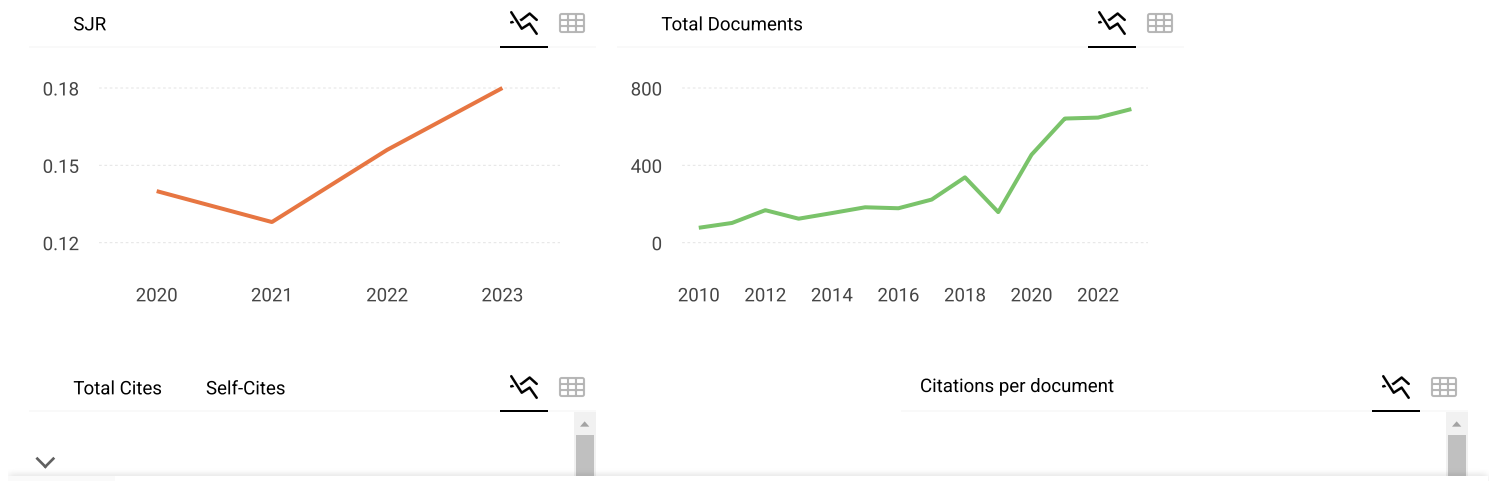 SJR
0.18
0.15
0.12
2020 2021 2022 2023
Total Documents
800
400
0
2010 2012 2014 2016 2018 2020 2022
Total Cites Self-Cites
Citations per document